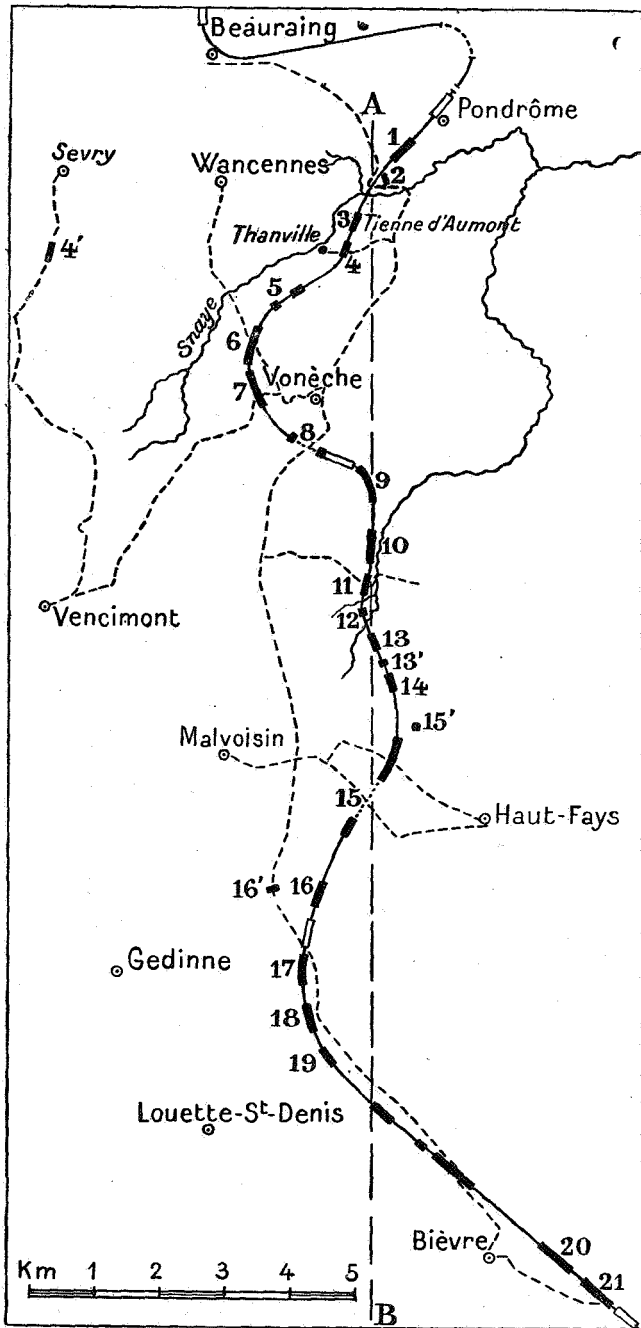 Beauraing
A
Pondrôme
1
Sevry
Wancennes
2
3
Tienne d'Aumont
Thanville
4
4'
5
Snaye
6
7
Vonèche
8
9
10
11
12
Vencimont
13
13'
14
15'
Malvoisin
15
Haut-Fays
16'
16
Gedinne
17
18
19
Louette-St-Denis
Bièvre
20
21
Km 1 2 3 4 5
B